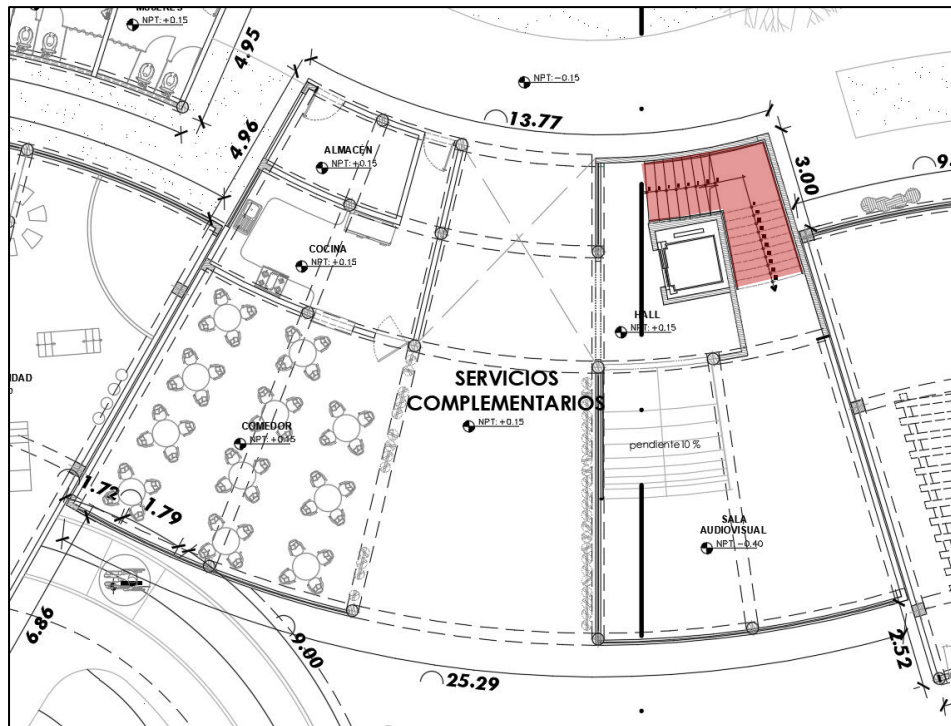 MUJERES
NPT: +0.15
4.95
NPT: -0.15
13.77
4.96
ALMACEN
NPT: +0.15
3.00
9.
COCINA
NPT: +0.15
HALL
NPT: +0.15
IDAD
SERVICIOS
COMPLEMENTARIOS
NPT: +0.15
COMEDOR
NPT: +0.15
pendiente 10 %
1.72
1.79
SALA
AUDIOVISUAL
NPT: -0.40
6.86
9.00
25.29
2.52